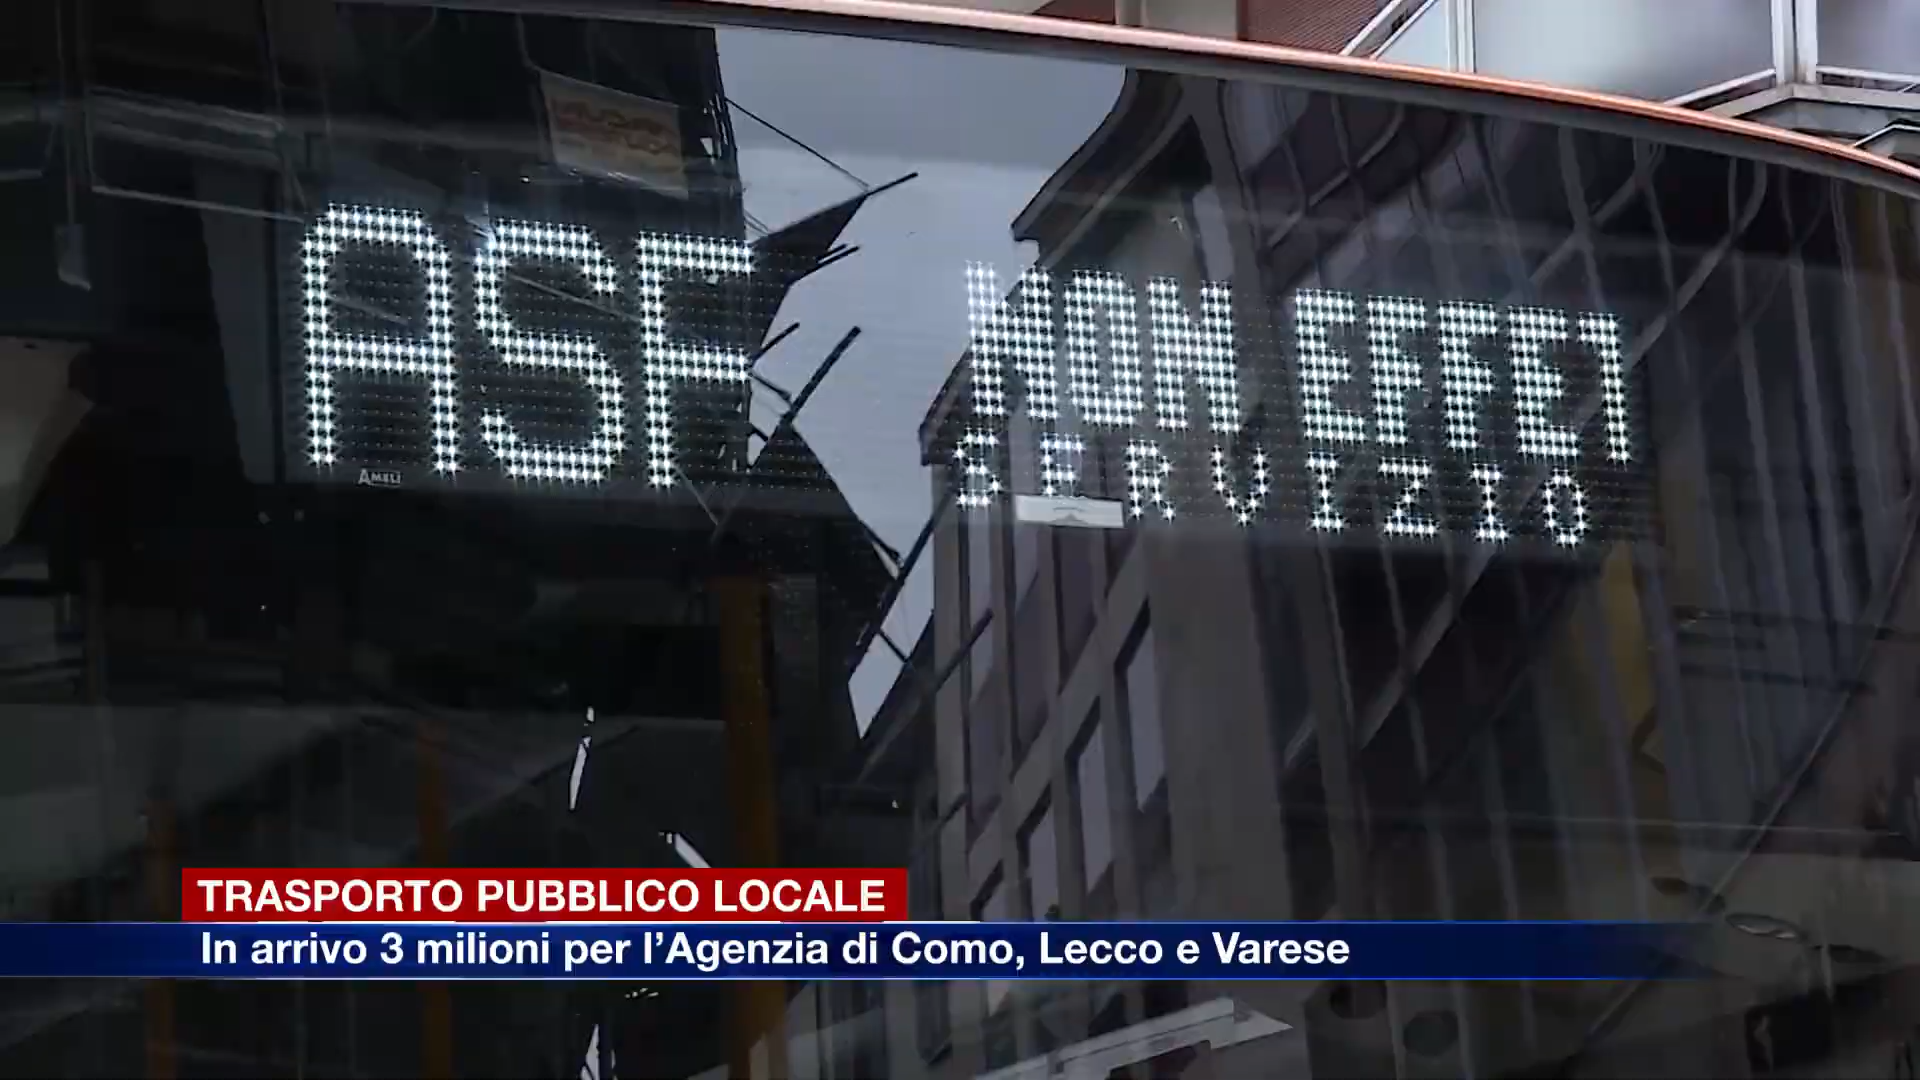 ASF NON EFFET
SERVIZIO
AMELI
TRASPORTO PUBBLICO LOCALE
In arrivo 3 milioni per l’Agenzia di Como, Lecco e Varese